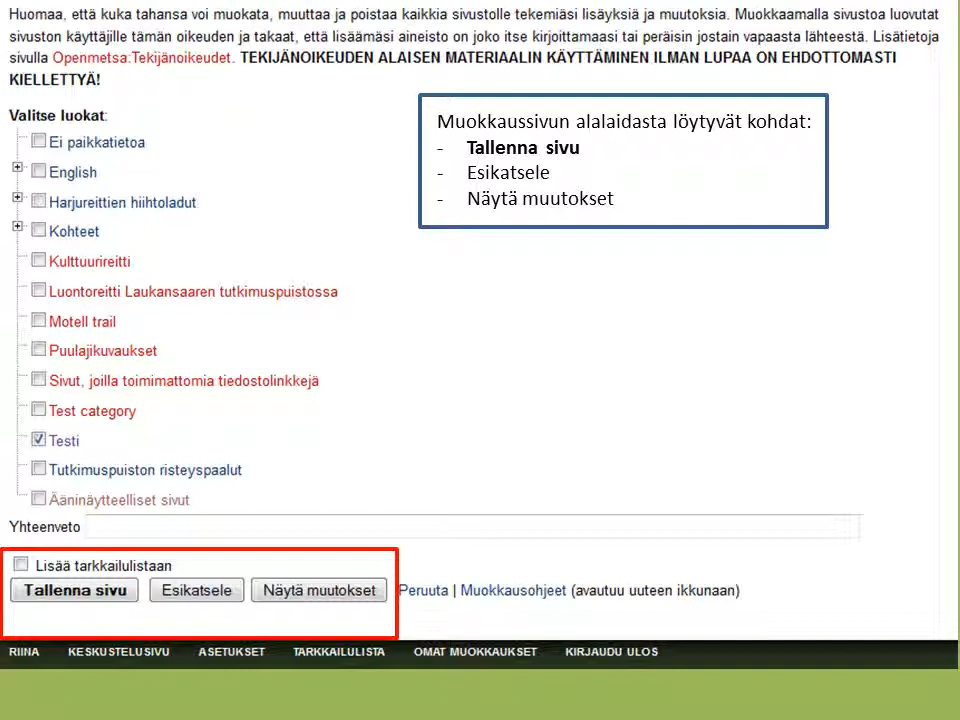 Huomaa, että kuka tahansa voi muokata, muuttaa ja poistaa kaikkia sivustolle tekemiäsi lisäyksiä ja muutoksia. Muokkaamalla sivustoa luovutat
sivuston käyttäjille tämän oikeuden ja takaat, että lisäämäsi aineisto on joko itse kirjoittamaasi tai peräisin jostain vapaasta lähteestä. Lisätietoja
sivulla Openmetsa:Tekijänoikeudet. TEKIJÄNOIKEUDEN ALAISEN MATERIAALIN KÄYTTÄMINEN ILMAN LUPAA ON EHDOTTOMASTI
KIELLETTYÄ!
Valitse luokat:
Muokkaussivun alalaidasta löytyvät kohdat:
- Tallenna sivu
- Esikatsele
- Näytä muutokset
Ei paikkatietoa
English
Harjureittien hiihtoladut
Kohteet
Kulttuurireitti
Luontoreitti Laukansaaren tutkimuspuistossa
Motell trail
Puulajikuvaukset
Sivut, joilla toimimattomia tiedostolinkkejä
Test category
Testi
Tutkimuspuiston risteyspaalut
Ääninäytteelliset sivut
Yhteenveto
Lisää tarkkailulistaan
Tallenna sivu Esikatsele Näytä muutokset Peruuta | Muokkausohjeet (avautuu uuteen ikkunaan)
RIINA KESKUSTELUSIVU ASETUKSET TARKKAILULISTA OMAT MUOKKAUKSET KIRJAUDU ULOS